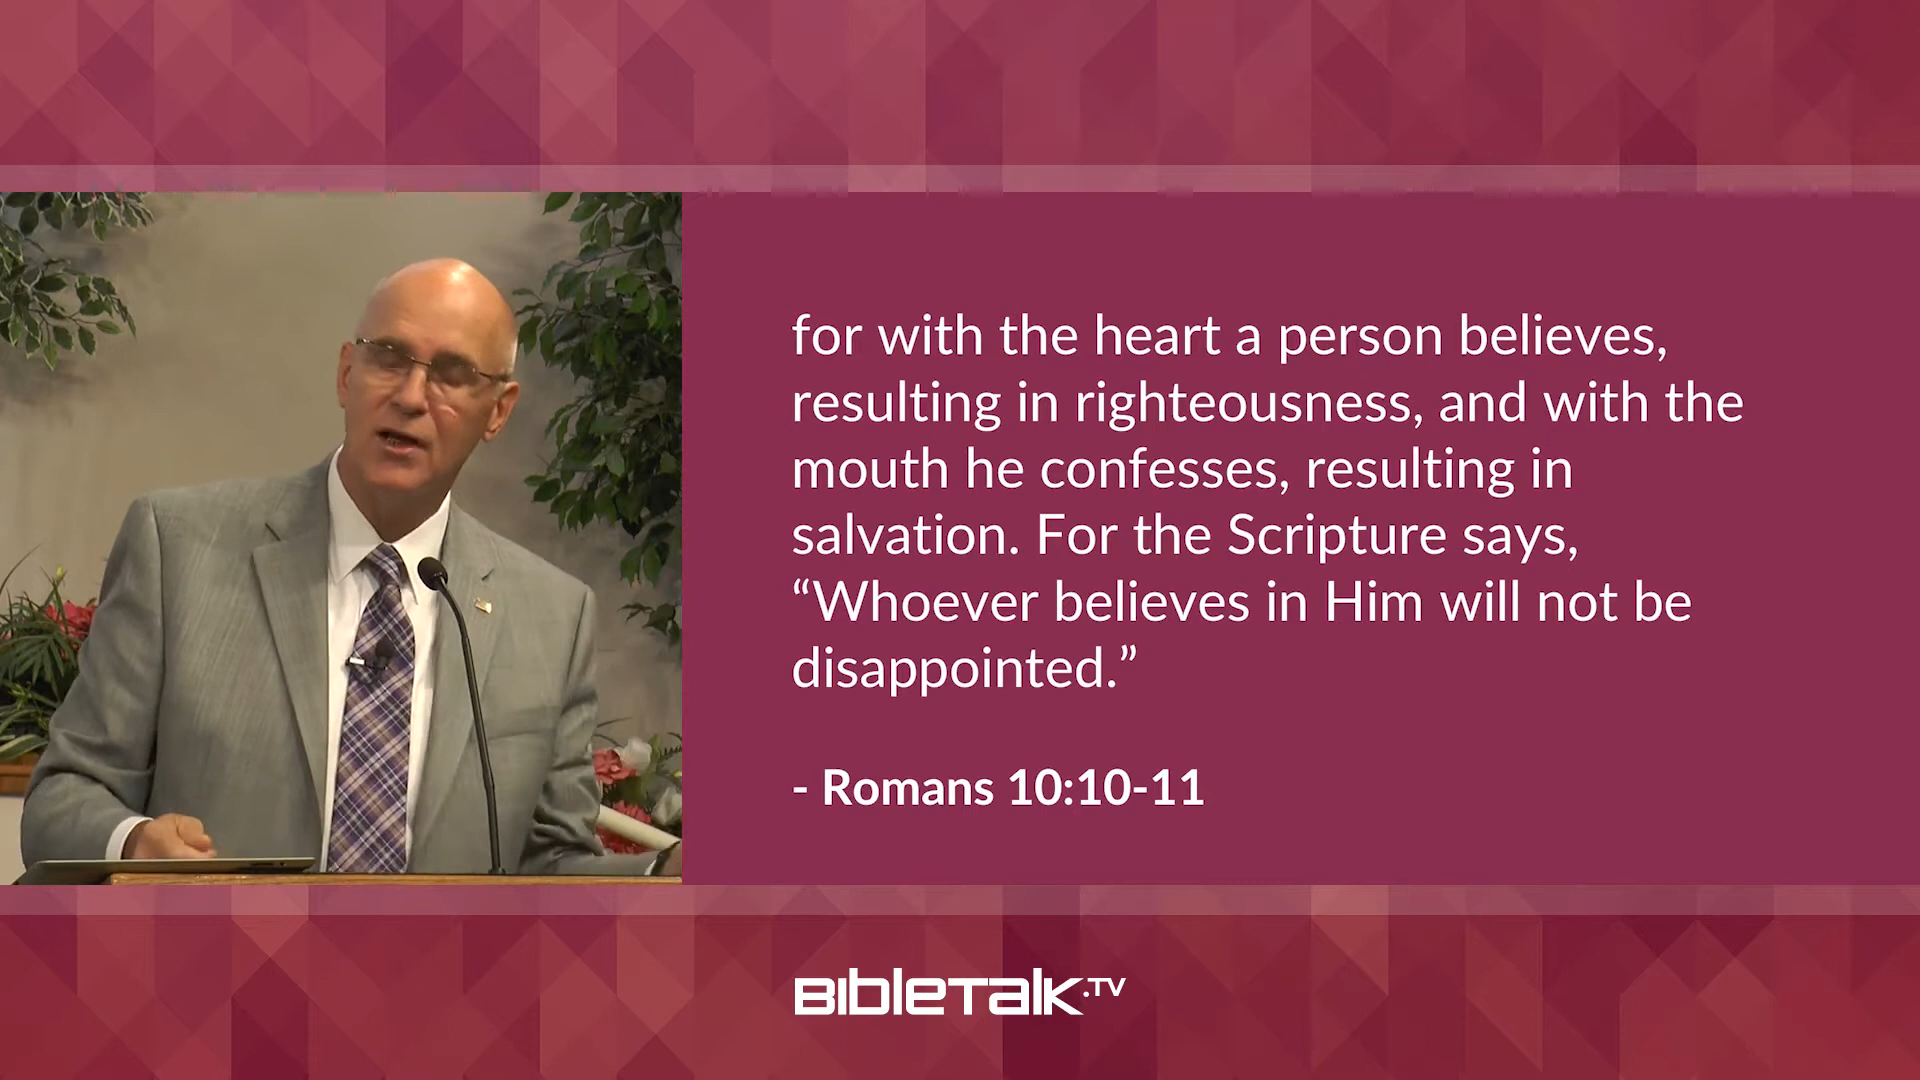 for with the heart a person believes,
resulting in righteousness, and with the
mouth he confesses, resulting in
salvation. For the Scripture says,
“Whoever believes in Him will not be
disappointed.”
- Romans 10:10-11
BIBLETALK.TV